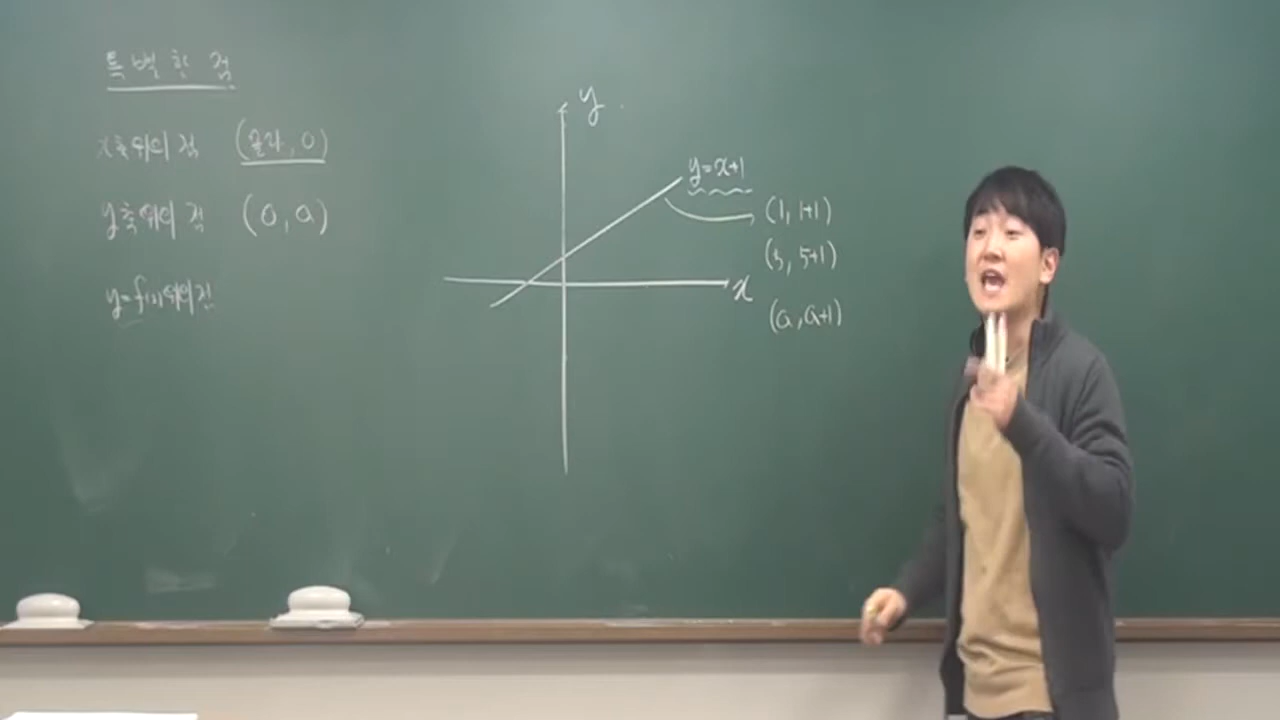 특별한 점
x축위의 점 (몰라, 0)
y축위의 점 (0, a)
y=f(x)위의 점
y
y=x+1
(1, 1+1)
(5, 5+1)
x
(a, a+1)